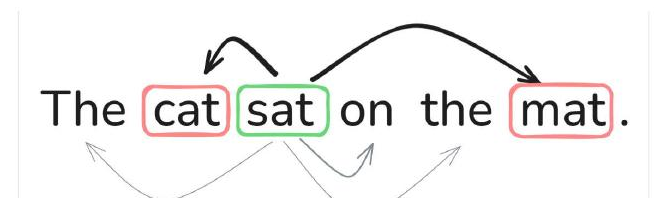 The cat sat on the mat.